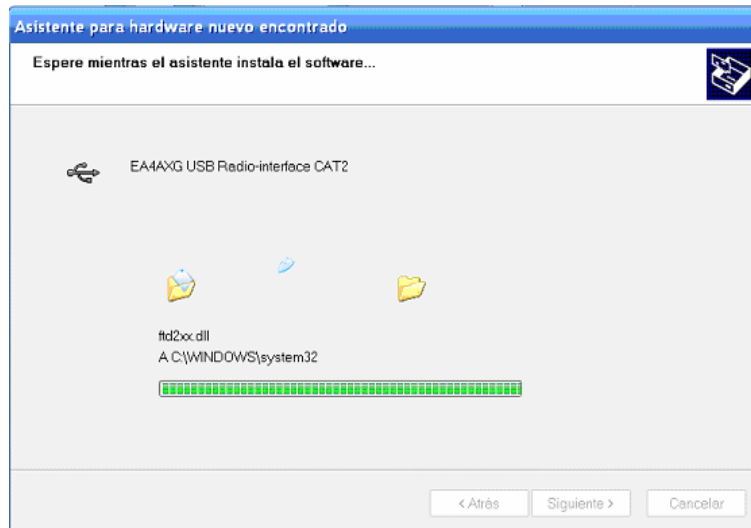 Asistente para hardware nuevo encontrado
Espere mientras el asistente instala el software...
EA4AXG USB Radio-interface CAT2
ftd2xx.dll
A C:\WINDOWS\system32
< Atrás
Siguiente >
Cancelar